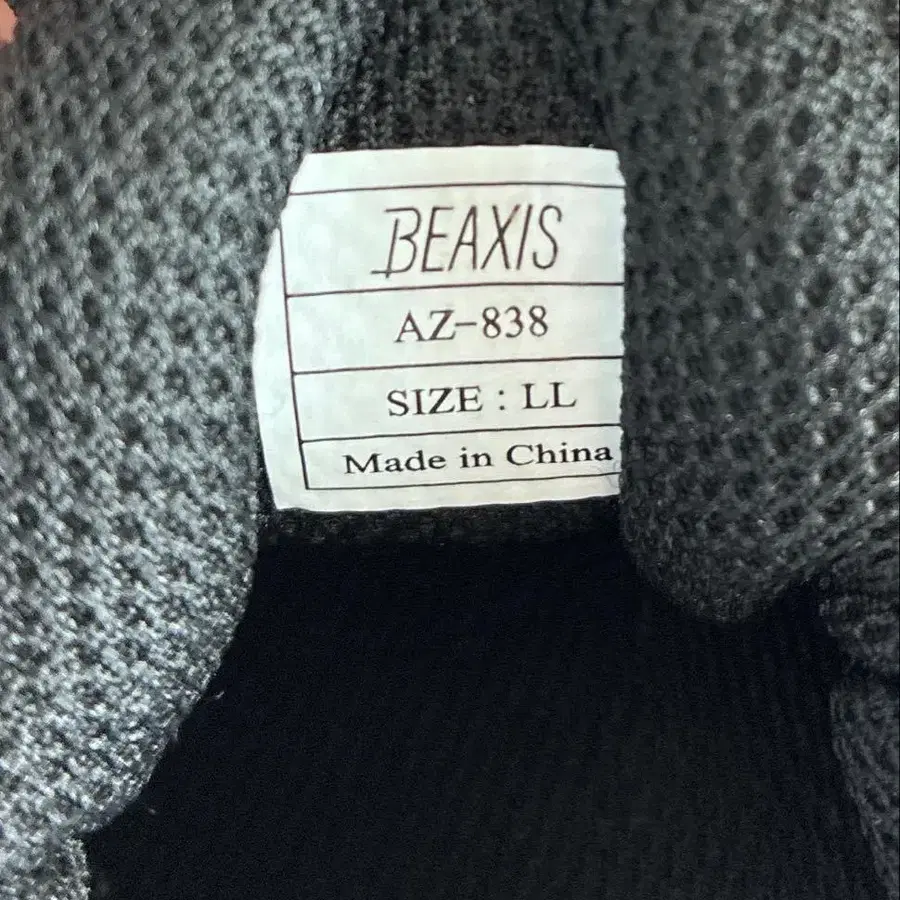 BEAXIS
AZ-838
SIZE : LL
Made in China